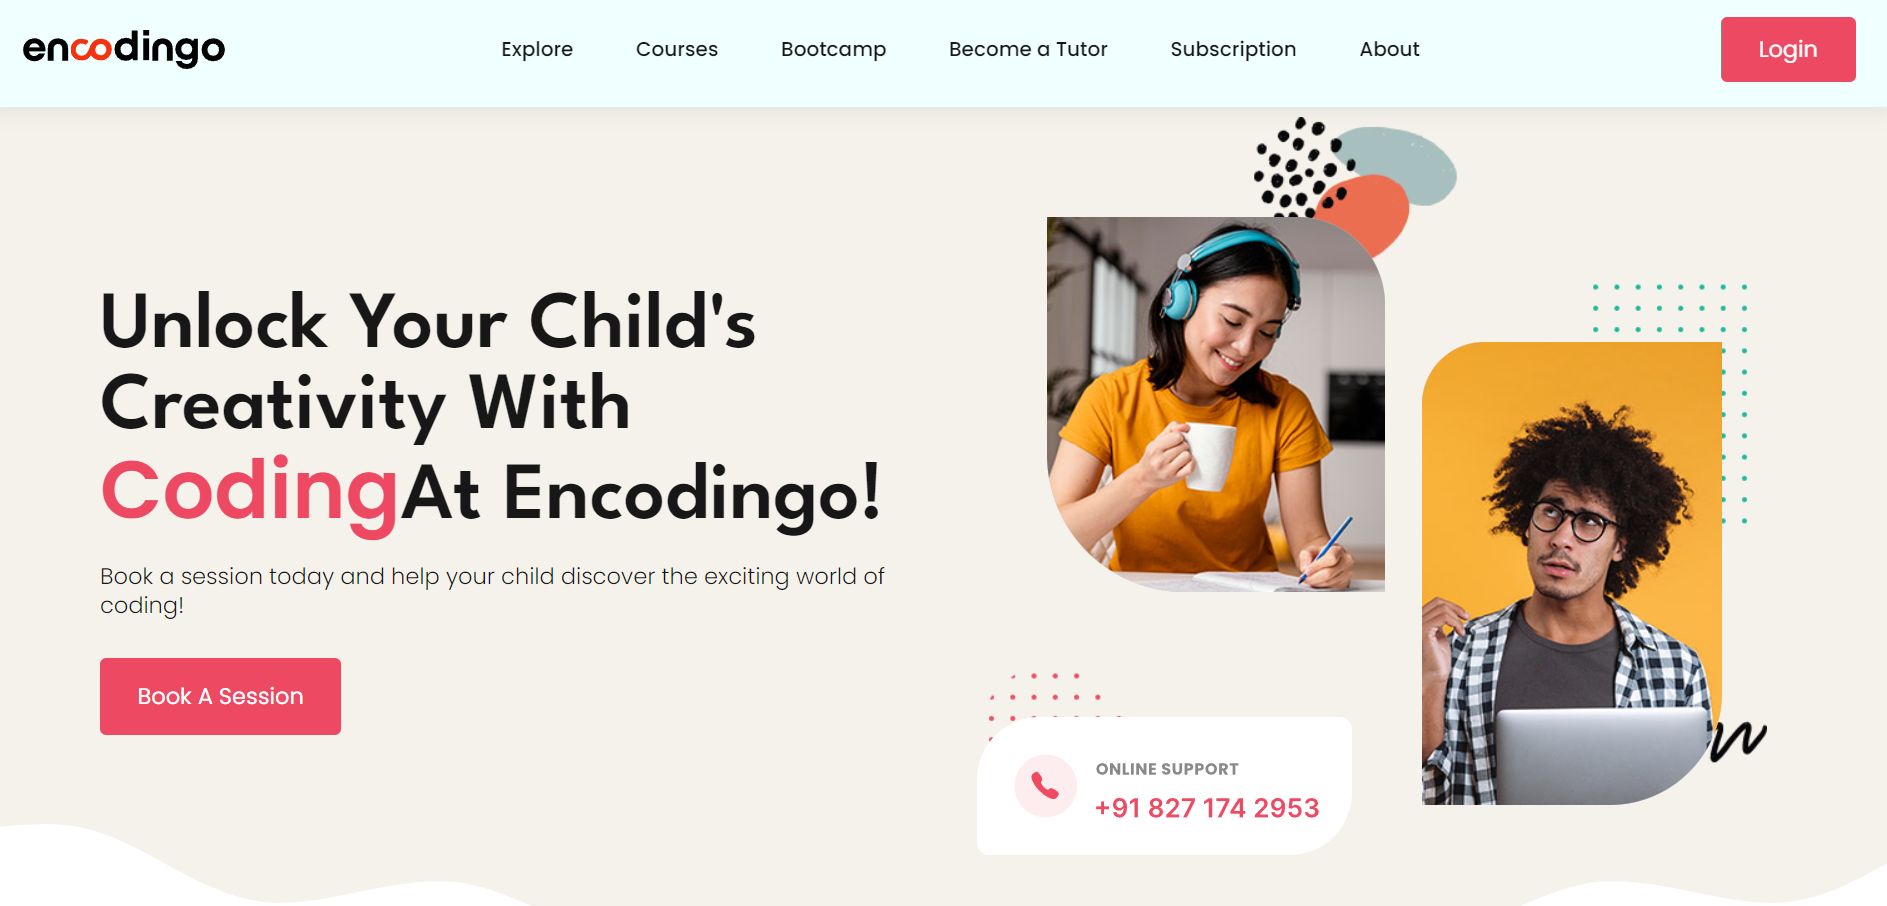 encodingo
Explore
Courses
Bootcamp
Become a Tutor
Subscription
About
Login
Unlock Your Child's
Creativity With
CodingAt Encodingo!
Book a session today and help your child discover the exciting world of
coding!
Book A Session
ONLINE SUPPORT
+91 827 174 2953